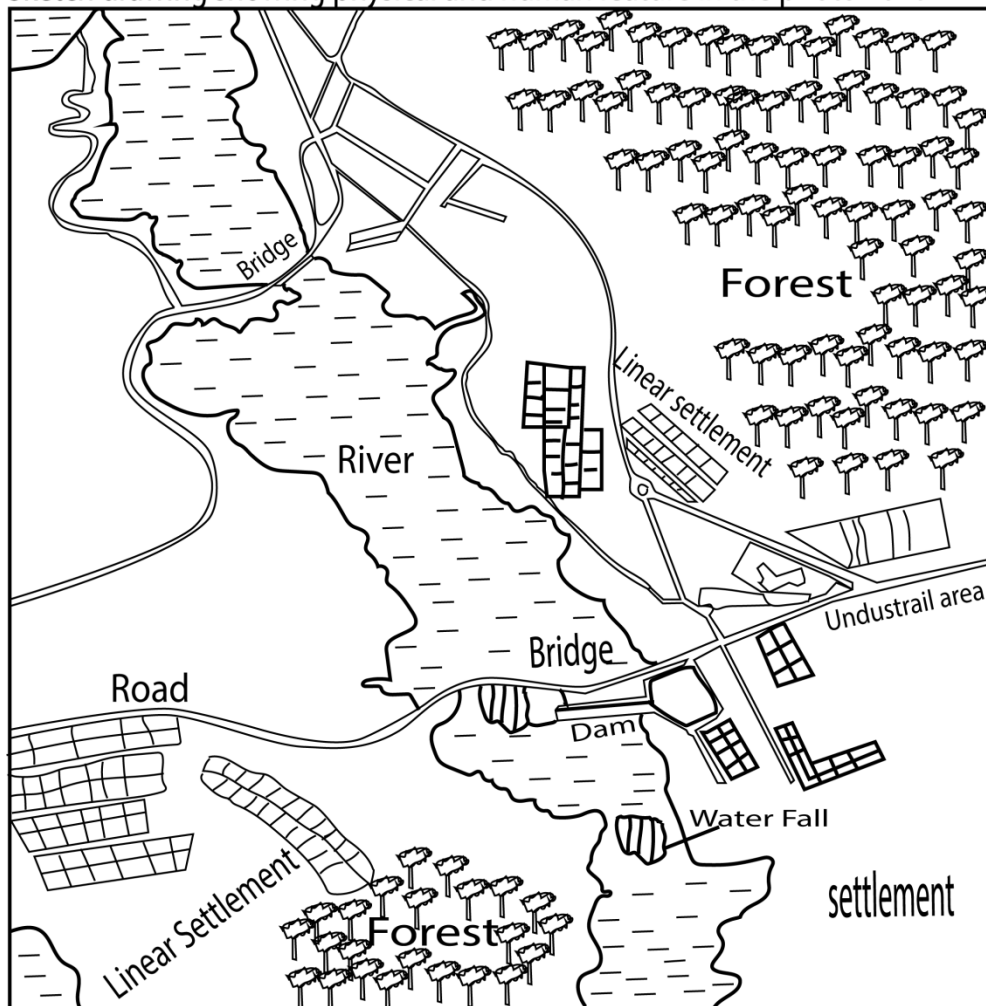 Bridge
Forest
Linear settlement
River
Undustrail area
Bridge
Road
Dam
Water Fall
settlement
Linear Settlement
Forest